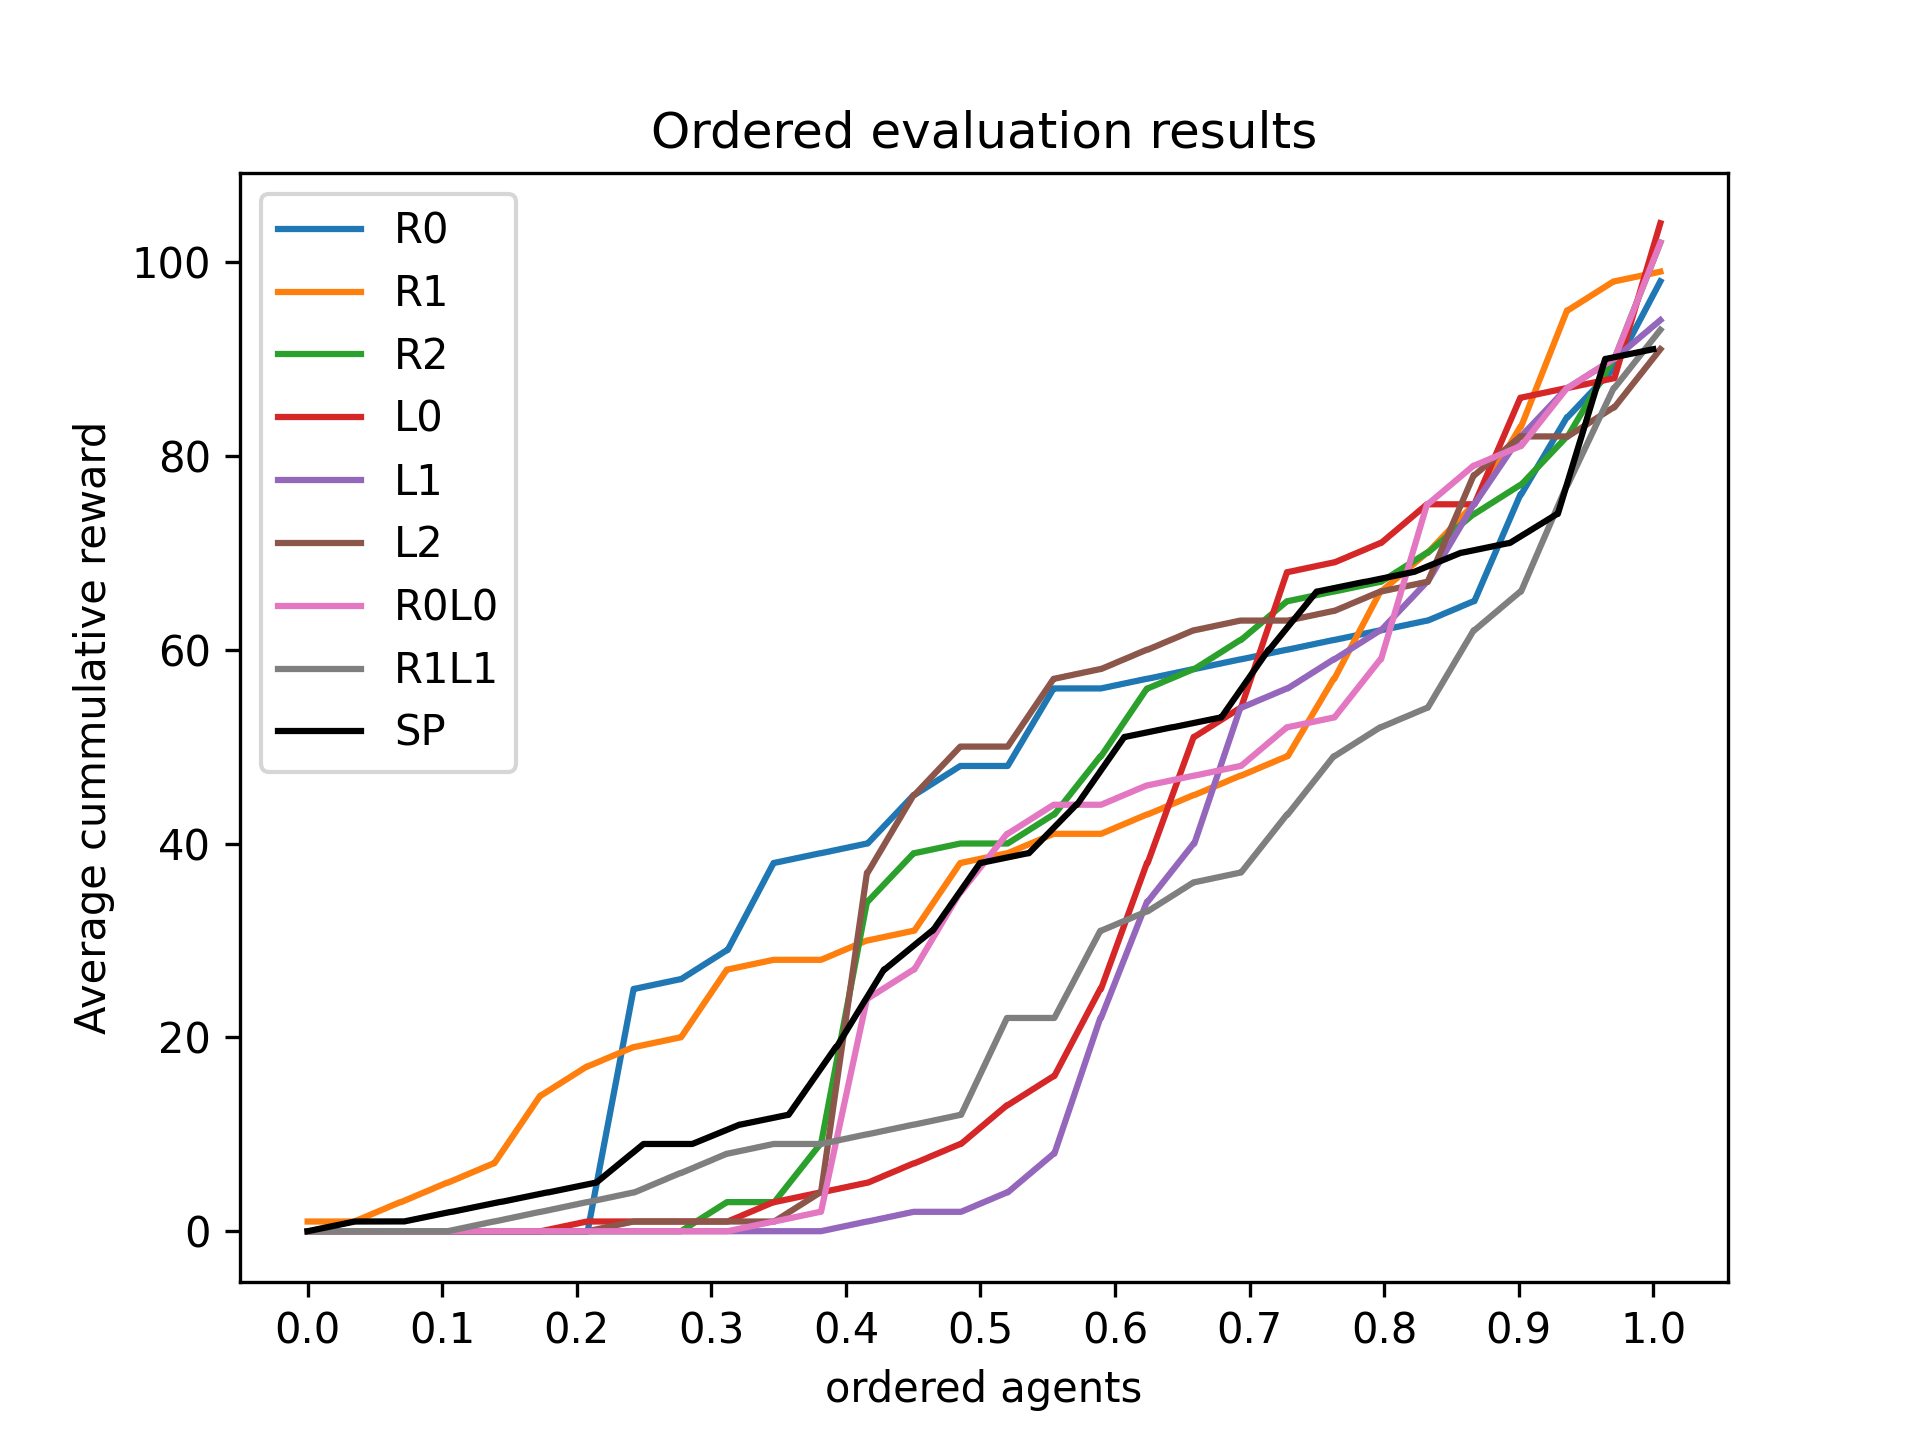 Ordered evaluation results
Average cummulative reward
100
80
60
40
20
0
R0
R1
R2
L0
L1
L2
R0L0
R1L1
SP
0.0 0.1 0.2 0.3 0.4 0.5 0.6 0.7 0.8 0.9 1.0
ordered agents